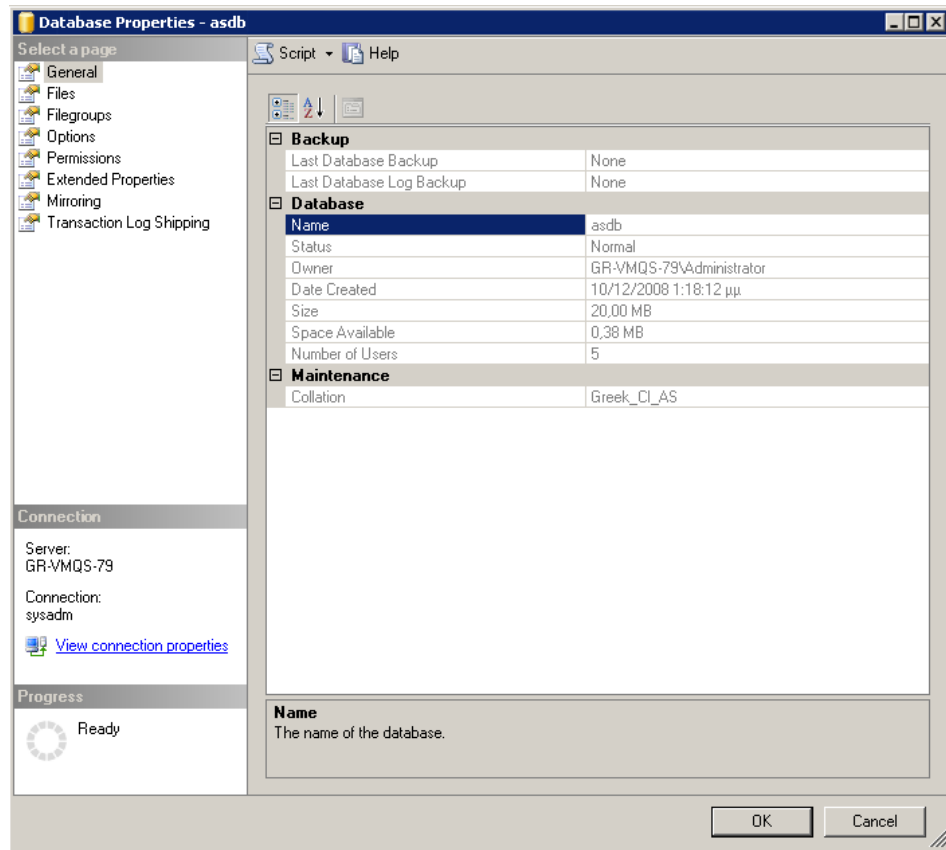 Database Properties - asdb
Select a page
General
Files
Filegroups
Options
Permissions
Extended Properties
Mirroring
Transaction Log Shipping
Connection
Server:
GR-VMQS-79
Connection:
sysadm
View connection properties
Progress
Ready
Script Help
Backup
Last Database Backup None
Last Database Log Backup None
Database
Name asdb
Status Normal
Owner GR-VMQS-79\Administrator
Date Created 10/12/2008 1:18:12 μμ
Size 20,00 MB
Space Available 0,38 MB
Number of Users 5
Maintenance
Collation Greek_CI_AS
Name
The name of the database.
OK Cancel